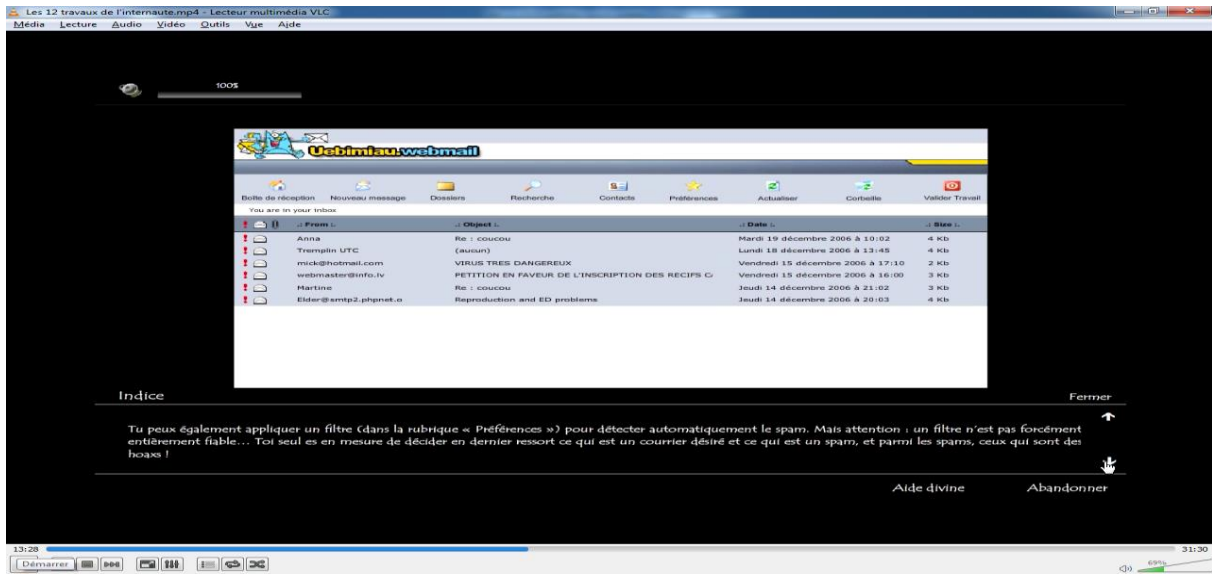 Les 12 travaux de l'internaute.mp4 - Lecteur multimédia VLC
Média Lecture Audio Vidéo Outils Vue Aide
100%
Uebimiau.webmail
Boîte de réception Nouveau message Dossiers Recherche Contacts Préférences Actualiser Corbeille Valider Travail
You are in your inbox
.: From :. .: Object :. .: Date :. .: Size :.
Anna Re : coucou Mardi 19 décembre 2006 à 10:02 4 Kb
Tremplin UTC (aucun) Lundi 18 décembre 2006 à 13:45 4 Kb
mick@hotmail.com VIRUS TRES DANGEREUX Vendredi 15 décembre 2006 à 17:10 2 Kb
webmaster@info.lv PETITION EN FAVEUR DE L'INSCRIPTION DES RECIFS Vendredi 15 décembre 2006 à 16:00 3 Kb
Martine Re : coucou Jeudi 14 décembre 2006 à 21:02 3 Kb
Elder@smtp2.phpnet.o Reproduction and ED problems Jeudi 14 décembre 2006 à 20:03 4 Kb
Indice Fermer
Tu peux également appliquer un filtre (dans la rubrique « Préférences ») pour détecter automatiquement le spam. Mais attention : un filtre n'est pas forcément
entièrement fiable... Toi seul es en mesure de décider en dernier ressort ce qui est un courrier désiré et ce qui est un spam, et parmi les spams, ceux qui sont des
hoaxs !
Aide divine Abandonner
13:28 31:30
Démarrer 69%